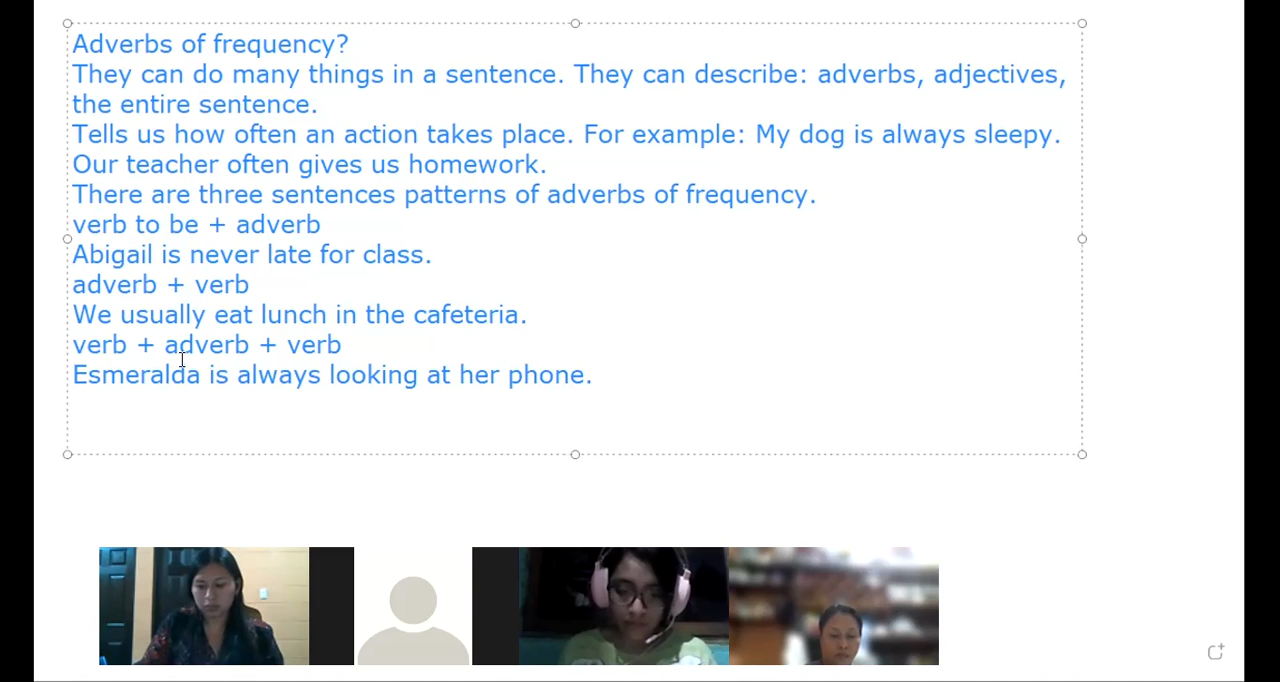 Adverbs of frequency?
They can do many things in a sentence. They can describe: adverbs, adjectives,
the entire sentence.
Tells us how often an action takes place. For example: My dog is always sleepy.
Our teacher often gives us homework.
There are three sentences patterns of adverbs of frequency.
verb to be + adverb
Abigail is never late for class.
adverb + verb
We usually eat lunch in the cafeteria.
verb + adverb + verb
Esmeralda is always looking at her phone.